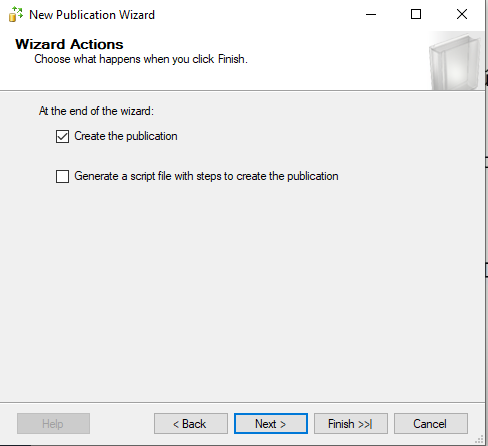 New Publication Wizard
Wizard Actions
Choose what happens when you click Finish.
At the end of the wizard:
Create the publication
Generate a script file with steps to create the publication
Help
< Back
Next >
Finish >>|
Cancel